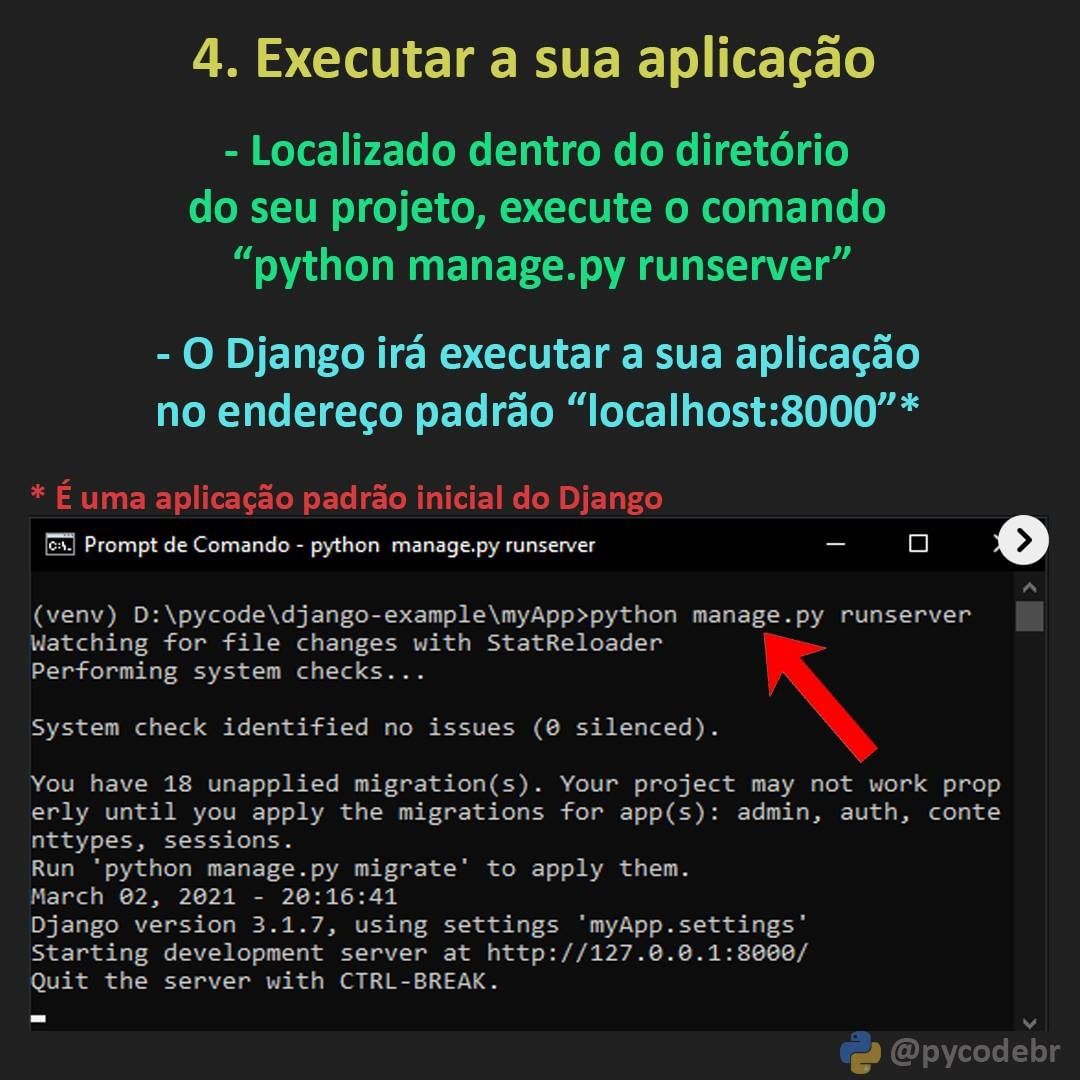 4. Executar a sua aplicação
- Localizado dentro do diretório
do seu projeto, execute o comando
“python manage.py runserver”
- O Django irá executar a sua aplicação
no endereço padrão “localhost:8000”*
* É uma aplicação padrão inicial do Django
Prompt de Comando - python  manage.py runserver
(venv) D:\pycode\django-example\myApp>python manage.py runserver
Watching for file changes with StatReloader
Performing system checks...
System check identified no issues (0 silenced).
You have 18 unapplied migration(s). Your project may not work prop
erly until you apply the migrations for app(s): admin, auth, conte
nttypes, sessions.
Run 'python manage.py migrate' to apply them.
March 02, 2021 - 20:16:41
Django version 3.1.7, using settings 'myApp.settings'
Starting development server at http://127.0.0.1:8000/
Quit the server with CTRL-BREAK.
@pycodebr